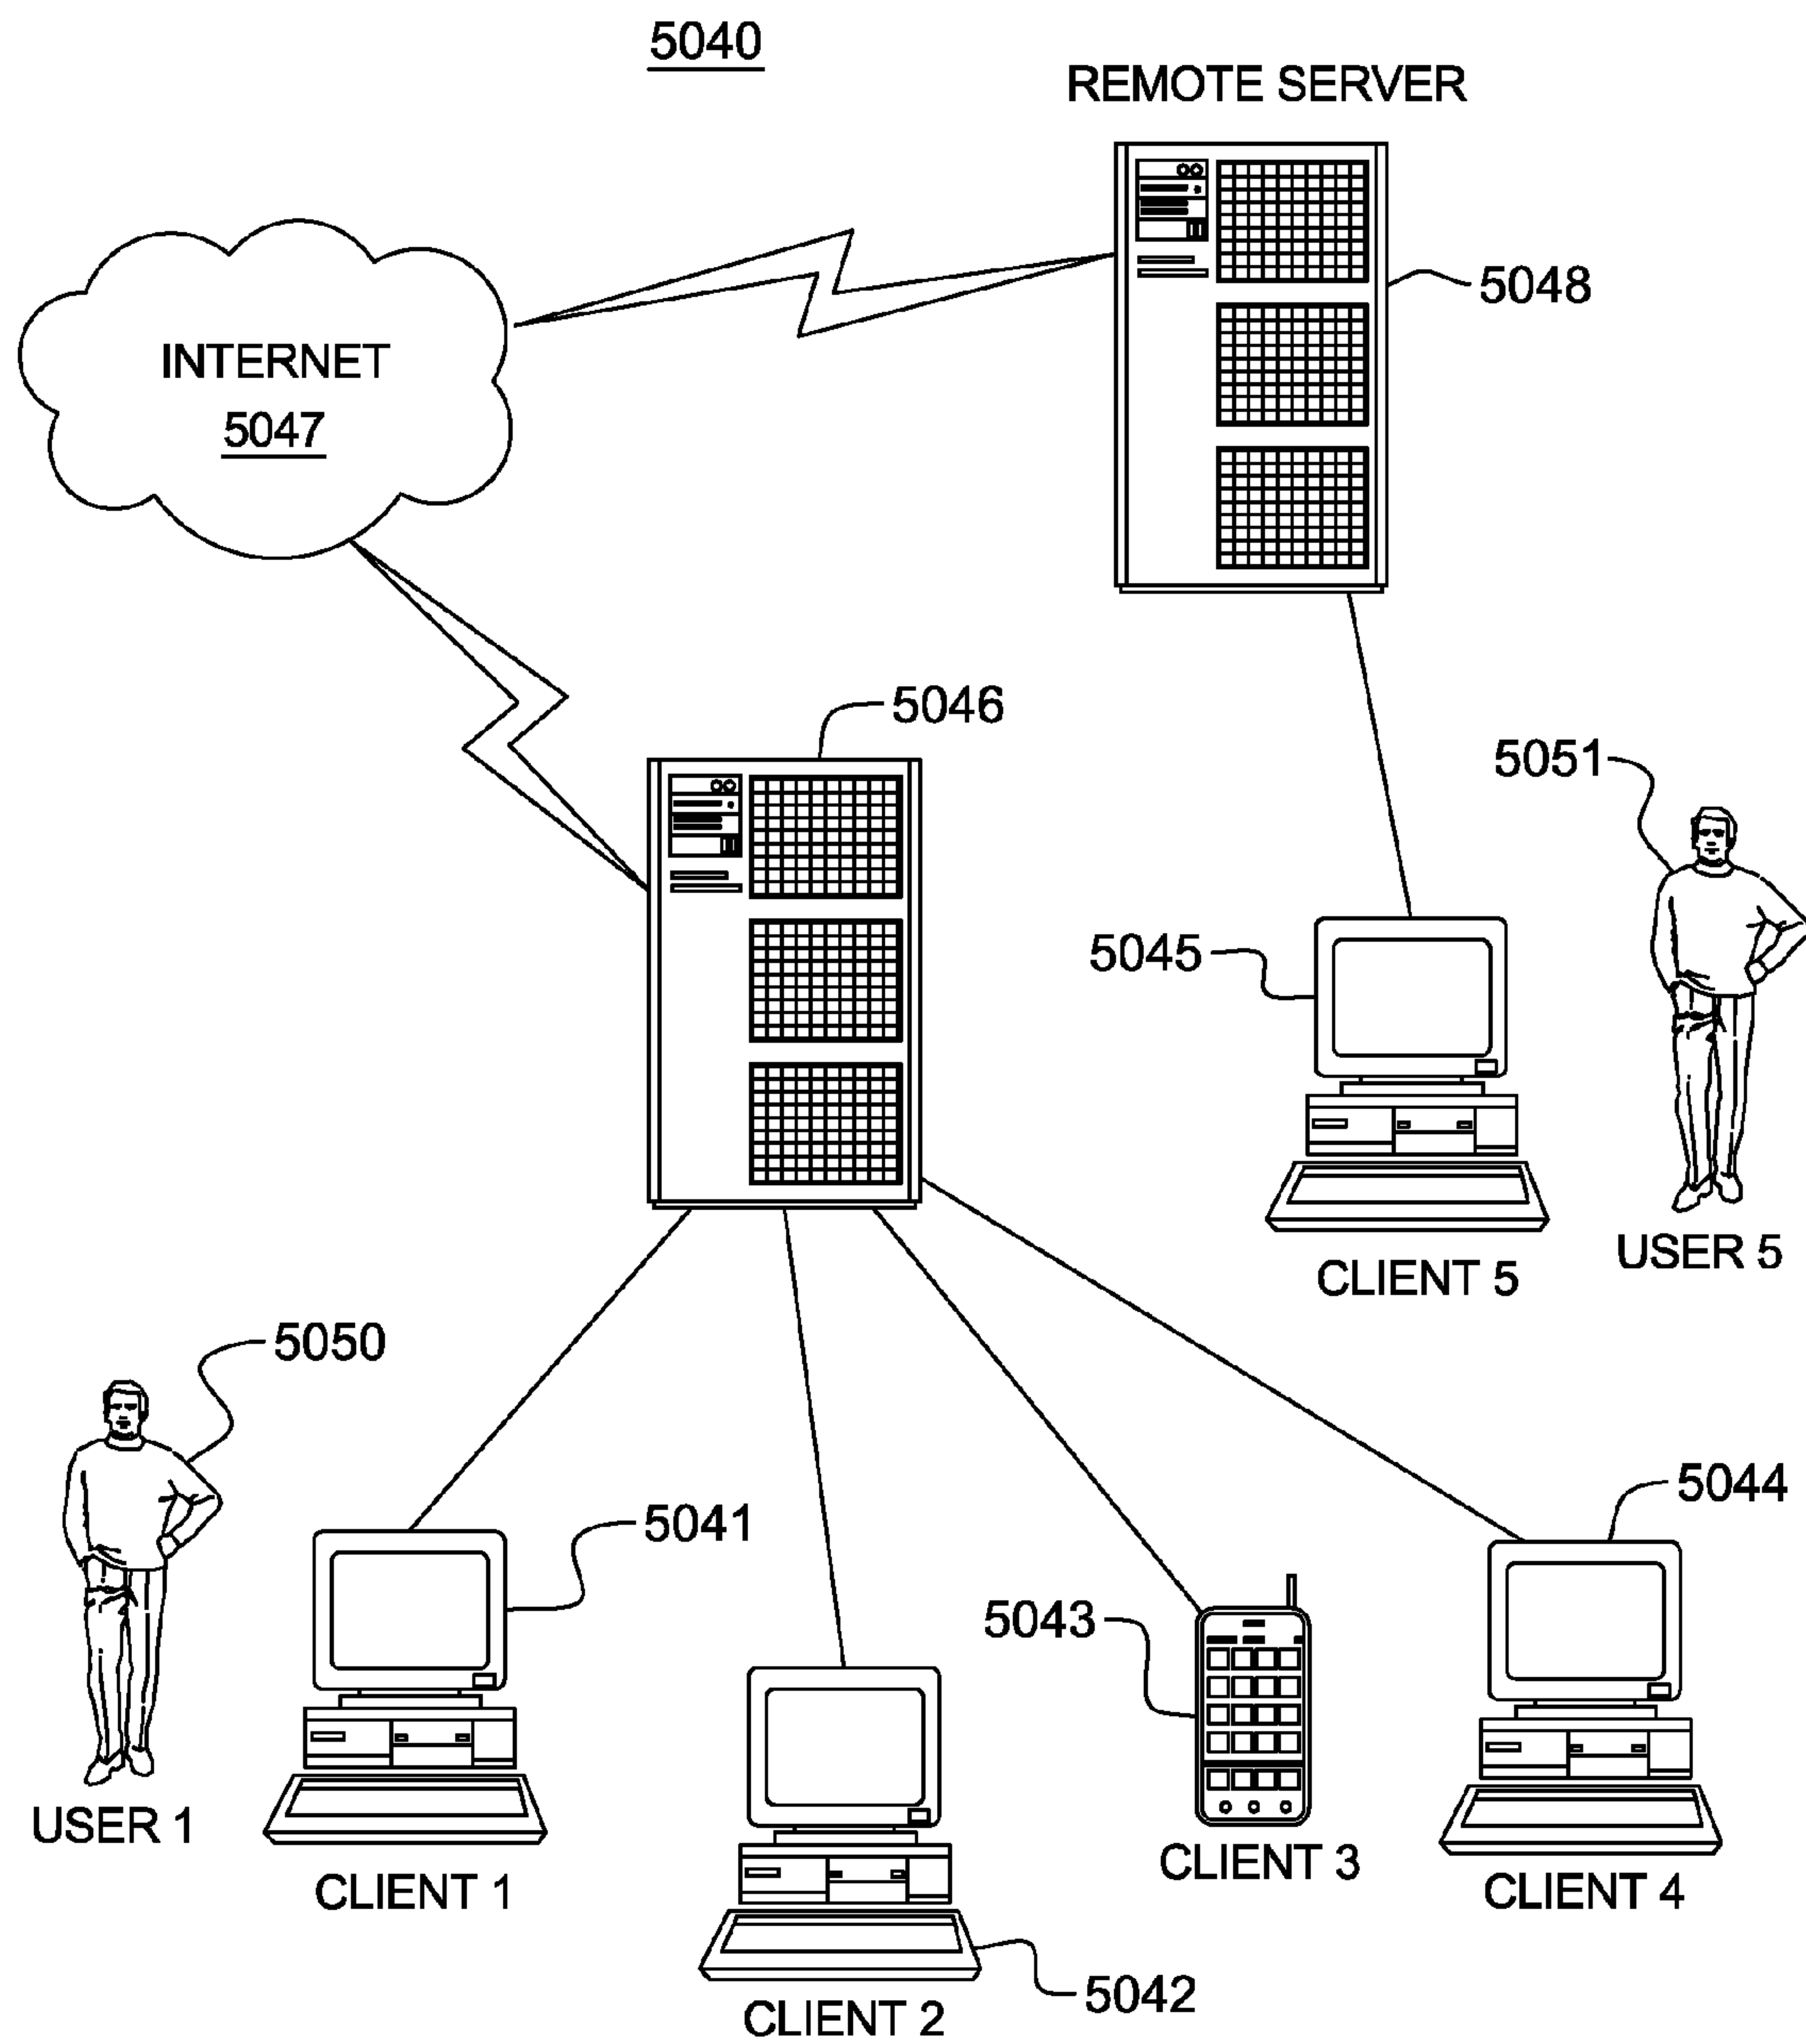 5040
REMOTE SERVER
5048
INTERNET
5047
5046
5051
5045
USER 5
CLIENT 5
5050
5044
5041
5043
USER 1
CLIENT 3
CLIENT 1
CLIENT 4
5042
CLIENT 2